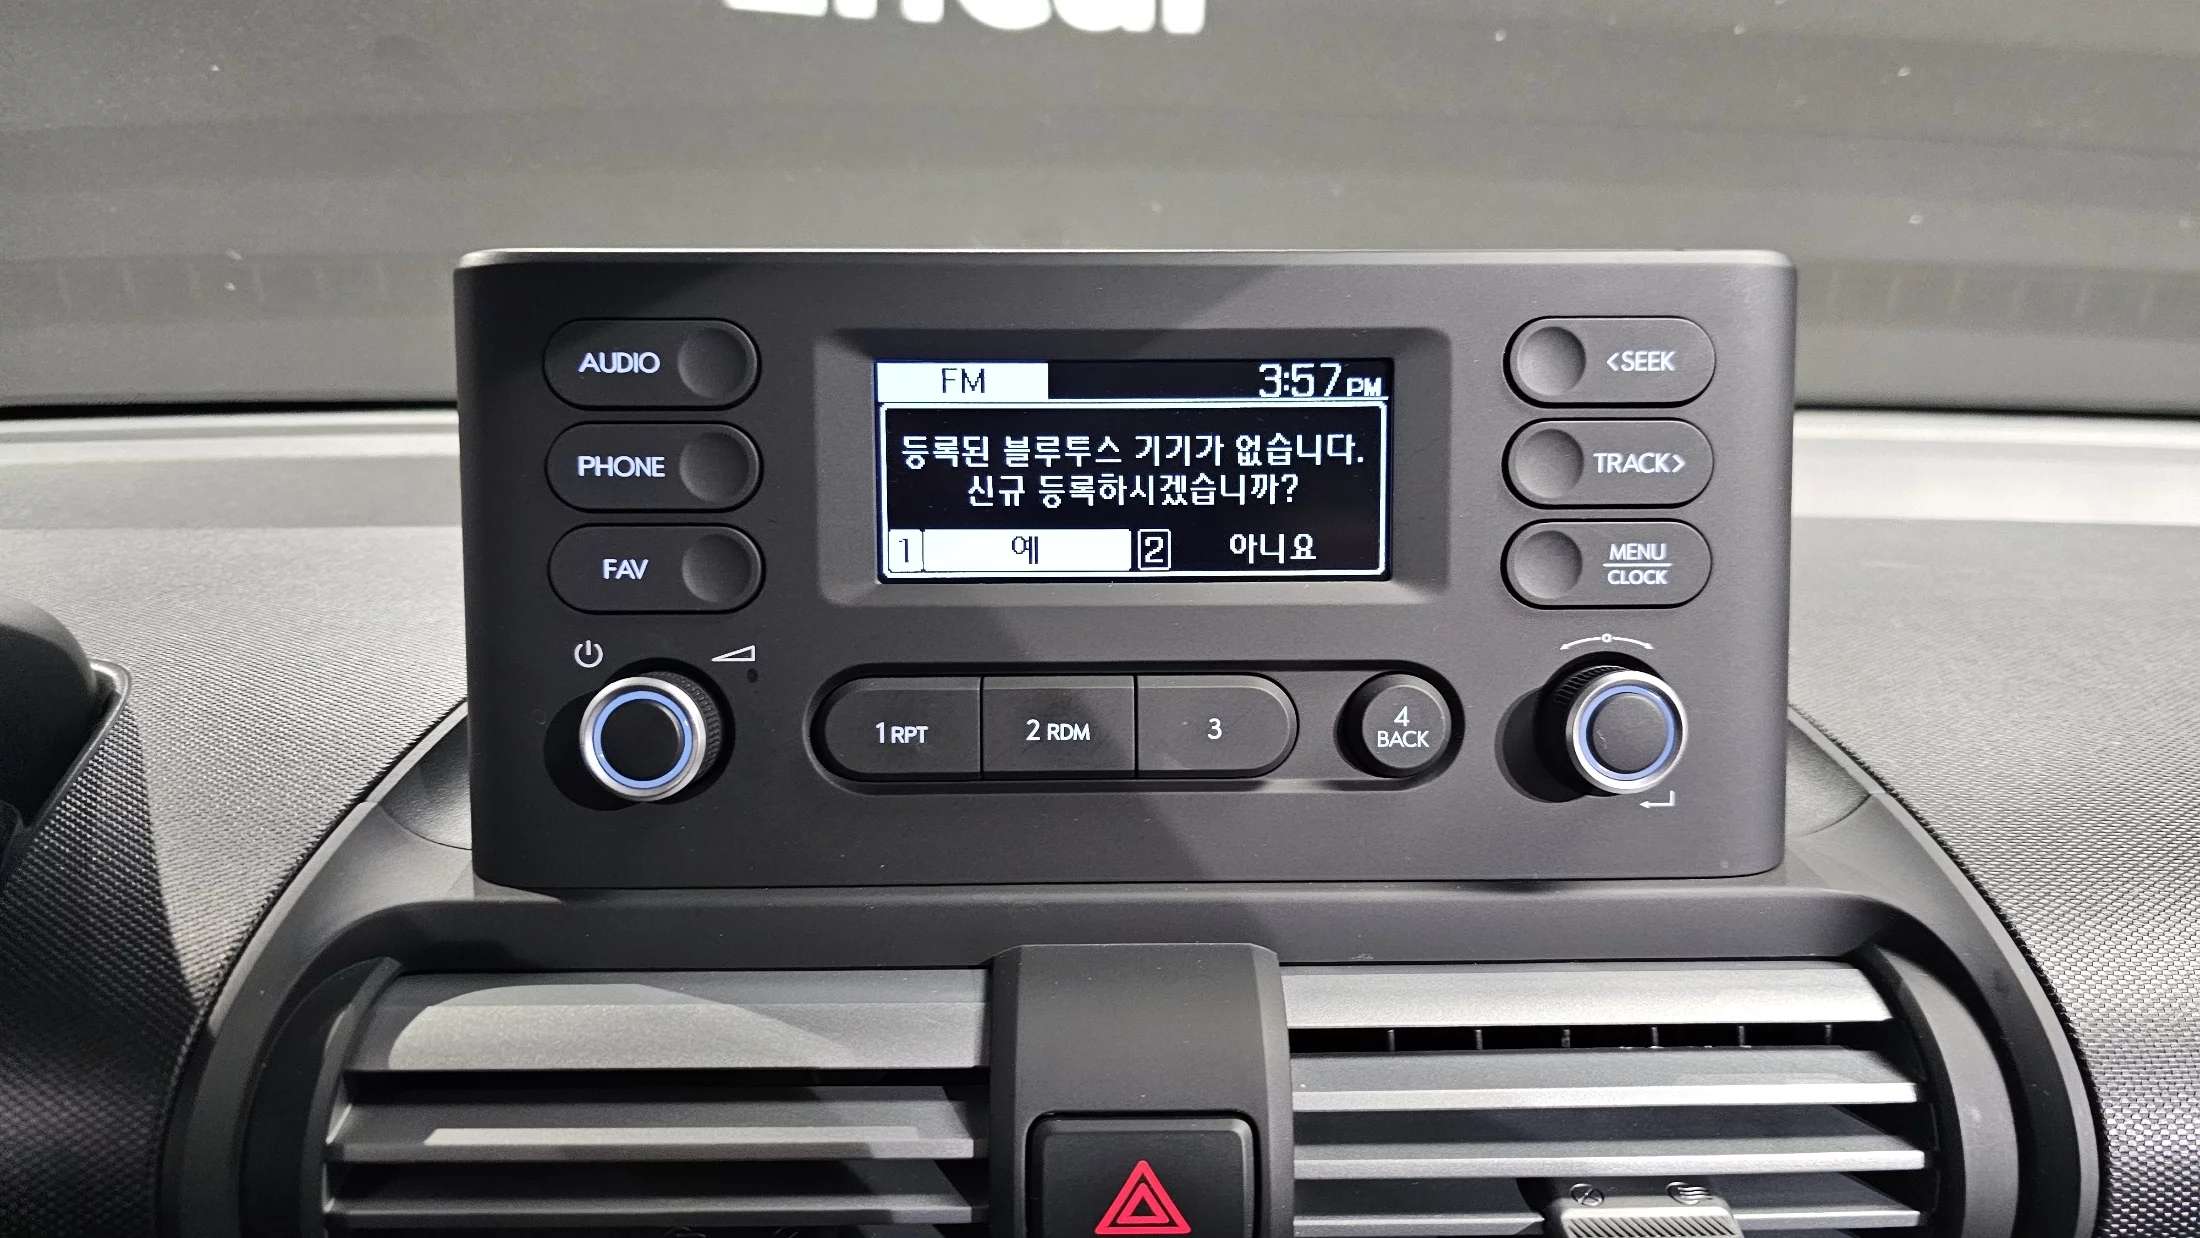 AUDIO
PHONE
FAV
FM
3:57 PM
등록된 블루투스 기기가 없습니다.
신규 등록하시겠습니까?
1 예 2 아니요
<SEEK
TRACK>
MENU
CLOCK
1 RPT
2 RDM
3
4
BACK